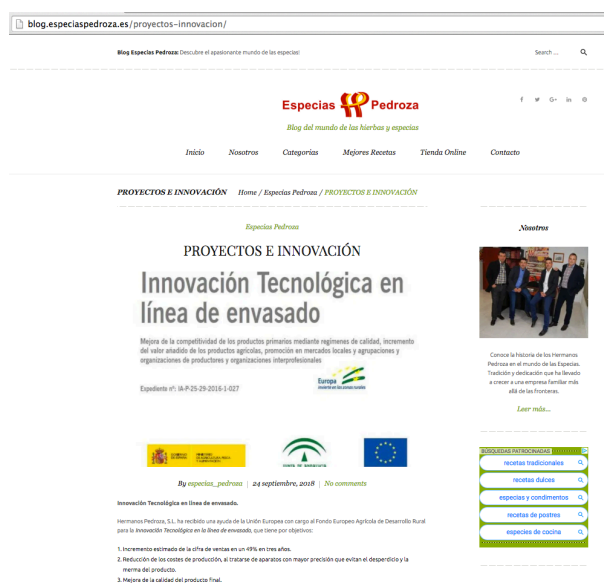 blog.especiaspedroza.es/proyectos-innovacion/
Blog Especias Pedroza: Descubre el apasionante mundo de las especias!
Search ...
Especias Pedroza
Blog del mundo de las hierbas y especias
Inicio Nosotros Categorías Mejores Recetas Tienda Online Contacto
PROYECTOS E INNOVACIÓN Home / Especias Pedroza / PROYECTOS E INNOVACIÓN
Especias Pedroza
PROYECTOS E INNOVACIÓN
Innovación Tecnológica en
línea de envasado
Mejora de la competitividad de los productos primarios mediante regímenes de calidad, incremento
del valor añadido de los productos agrícolas, promoción en mercados locales y agrupaciones y
organizaciones de productores y organizaciones interprofesionales
Expediente nº: IA-P-25-29-2016-1-027
Europa
invierte en las zonas rurales
JUNTA DE ANDALUCIA
By especias_pedroza | 24 septiembre, 2018 | No comments
Innovación Tecnológica en línea de envasado.
Hermanos Pedroza, S.L. ha recibido una ayuda de la Unión Europea con cargo al Fondo Europeo Agrícola de Desarrollo Rural
para la Innovación Tecnológica en la línea de envasado, que tiene por objetivos:
1. Incremento estimado de la cifra de ventas en un 49% en tres años.
2. Reducción de los costes de producción, al tratarse de aparatos con mayor precisión que evitan el desperdicio y la
merma del producto.
3. Mejora de la calidad del producto final.
Nosotros
Conoce la historia de los Hermanos
Pedroza en el mundo de las Especias.
Tradición y dedicación que ha llevado
a crecer a una empresa familiar más
allá de las fronteras.
Leer más...
BÚSQUEDAS PATROCINADAS
recetas tradicionales
recetas dulces
especias y condimentos
recetas de postres
especies de cocina